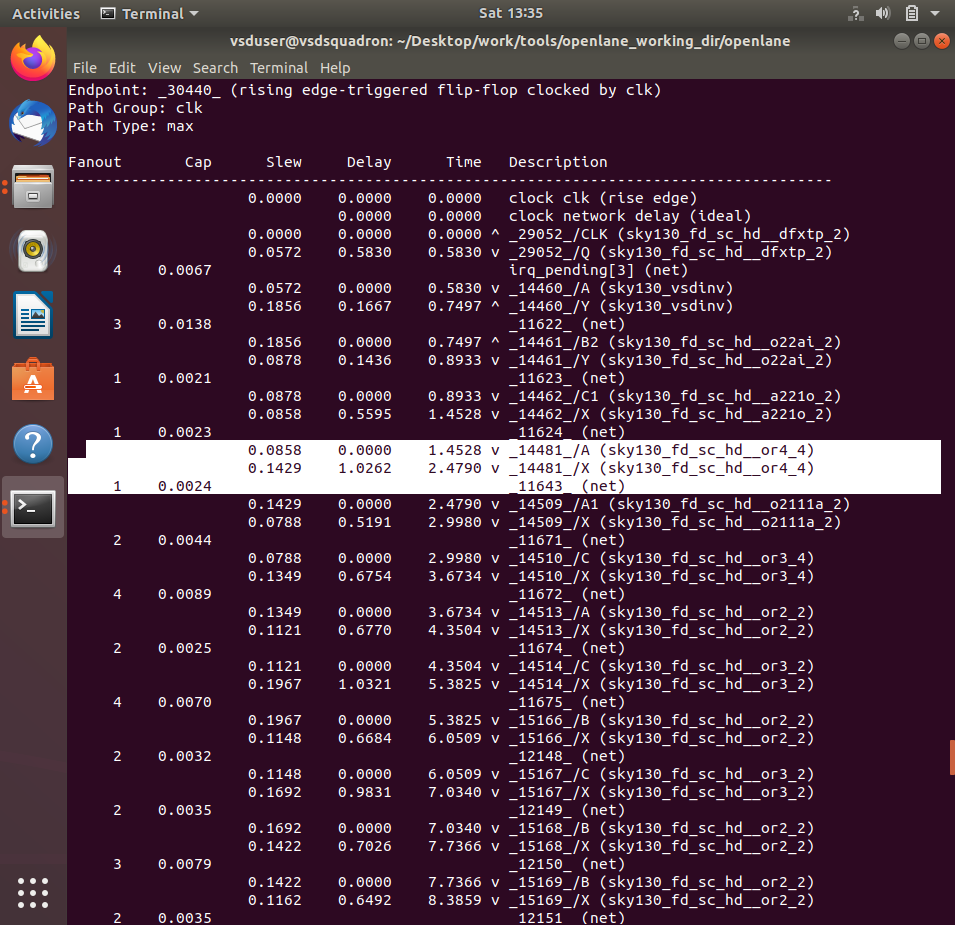 Activities Terminal Sat 13:35
vsduser@vsdsquadron: ~/Desktop/work/tools/openlane_working_dir/openlane
File Edit View Search Terminal Help
Endpoint: _30440_ (rising edge-triggered flip-flop clocked by clk)
Path Group: clk
Path Type: max
Fanout Cap Slew Delay Time Description
-------------------------------------------------------------------------------------
0.0000 0.0000 0.0000 clock clk (rise edge)
0.0000 0.0000 clock network delay (ideal)
0.0000 0.0000 0.0000 ^ _29052_/CLK (sky130_fd_sc_hd__dfxtp_2)
0.0572 0.5830 0.5830 v _29052_/Q (sky130_fd_sc_hd__dfxtp_2)
4 0.0067 irq_pending[3] (net)
0.0572 0.0000 0.5830 v _14460_/A (sky130_vsdinv)
0.1856 0.1667 0.7497 ^ _14460_/Y (sky130_vsdinv)
3 0.0138 _11622_ (net)
0.1856 0.0000 0.7497 ^ _14461_/B2 (sky130_fd_sc_hd__o22ai_2)
0.0878 0.1436 0.8933 v _14461_/Y (sky130_fd_sc_hd__o22ai_2)
1 0.0021 _11623_ (net)
0.0878 0.0000 0.8933 v _14462_/C1 (sky130_fd_sc_hd__a221o_2)
0.0858 0.5595 1.4528 v _14462_/X (sky130_fd_sc_hd__a221o_2)
1 0.0023 _11624_ (net)
0.0858 0.0000 1.4528 v _14481_/A (sky130_fd_sc_hd__or4_4)
0.1429 1.0262 2.4790 v _14481_/X (sky130_fd_sc_hd__or4_4)
1 0.0024 _11643_ (net)
0.1429 0.0000 2.4790 v _14509_/A1 (sky130_fd_sc_hd__o2111a_2)
0.0788 0.5191 2.9980 v _14509_/X (sky130_fd_sc_hd__o2111a_2)
2 0.0044 _11671_ (net)
0.0788 0.0000 2.9980 v _14510_/C (sky130_fd_sc_hd__or3_4)
0.1349 0.6754 3.6734 v _14510_/X (sky130_fd_sc_hd__or3_4)
4 0.0089 _11672_ (net)
0.1349 0.0000 3.6734 v _14513_/A (sky130_fd_sc_hd__or2_2)
0.1121 0.6770 4.3504 v _14513_/X (sky130_fd_sc_hd__or2_2)
2 0.0025 _11674_ (net)
0.1121 0.0000 4.3504 v _14514_/C (sky130_fd_sc_hd__or3_2)
0.1967 1.0321 5.3825 v _14514_/X (sky130_fd_sc_hd__or3_2)
4 0.0070 _11675_ (net)
0.1967 0.0000 5.3825 v _15166_/B (sky130_fd_sc_hd__or2_2)
0.1148 0.6684 6.0509 v _15166_/X (sky130_fd_sc_hd__or2_2)
2 0.0032 _12148_ (net)
0.1148 0.0000 6.0509 v _15167_/C (sky130_fd_sc_hd__or3_2)
0.1692 0.9831 7.0340 v _15167_/X (sky130_fd_sc_hd__or3_2)
2 0.0035 _12149_ (net)
0.1692 0.0000 7.0340 v _15168_/B (sky130_fd_sc_hd__or2_2)
0.1422 0.7026 7.7366 v _15168_/X (sky130_fd_sc_hd__or2_2)
3 0.0079 _12150_ (net)
0.1422 0.0000 7.7366 v _15169_/B (sky130_fd_sc_hd__or2_2)
0.1162 0.6492 8.3859 v _15169_/X (sky130_fd_sc_hd__or2_2)
2 0.0035 _12151_ (net)